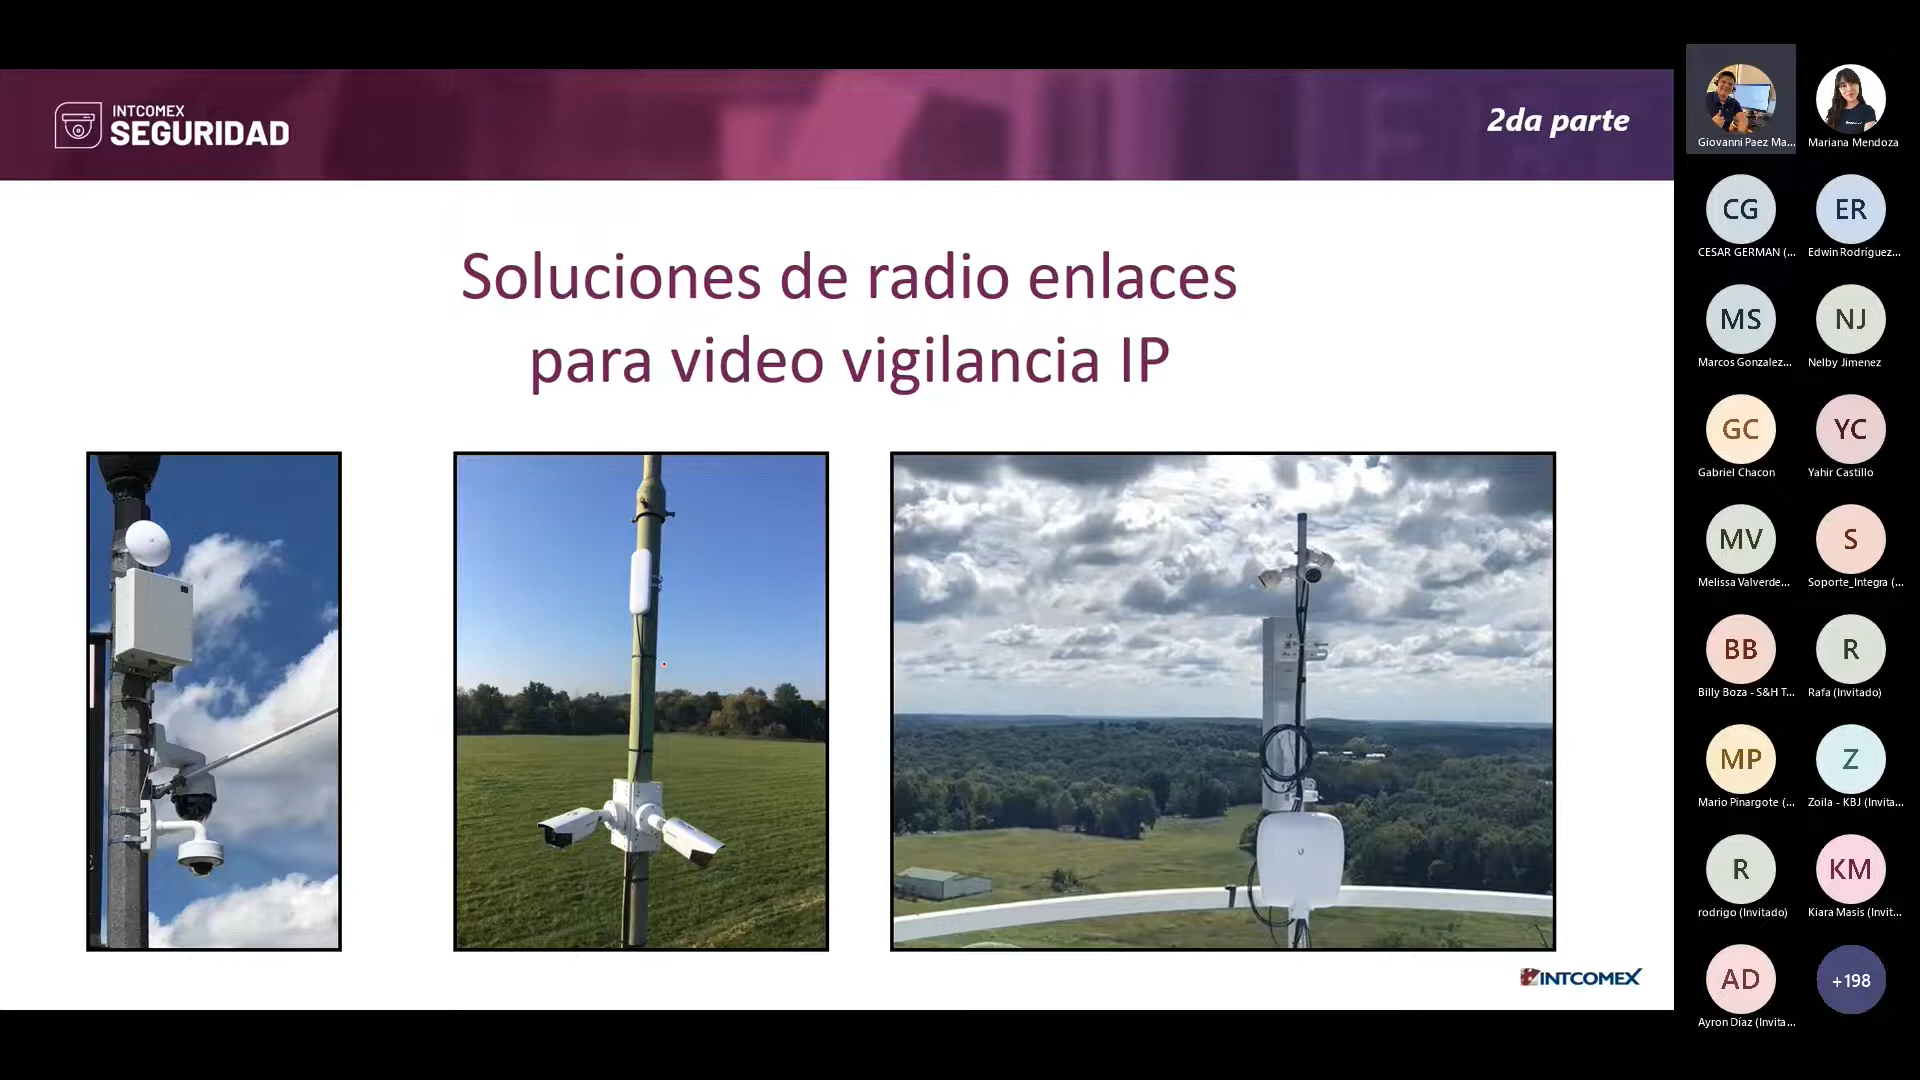 INTCOMEX
SEGURIDAD
2da parte
Soluciones de radio enlaces
para video vigilancia IP
INTCOMEX
Giovanni Paez Ma...
Mariana Mendoza
CG
ER
CESAR GERMAN (...
Edwin Rodríguez...
MS
NJ
Marcos Gonzalez...
Nelby Jimenez
GC
YC
Gabriel Chacon
Yahir Castillo
MV
S
Melissa Valverde...
Soporte_Integra (...
BB
R
Billy Boza - S&H T...
Rafa (Invitado)
MP
Z
Mario Pinargote (...
Zoila - KBJ (Invita...
R
KM
rodrigo (Invitado)
Kiara Masis (Invit...
AD
+198
Ayron Díaz (Invita...